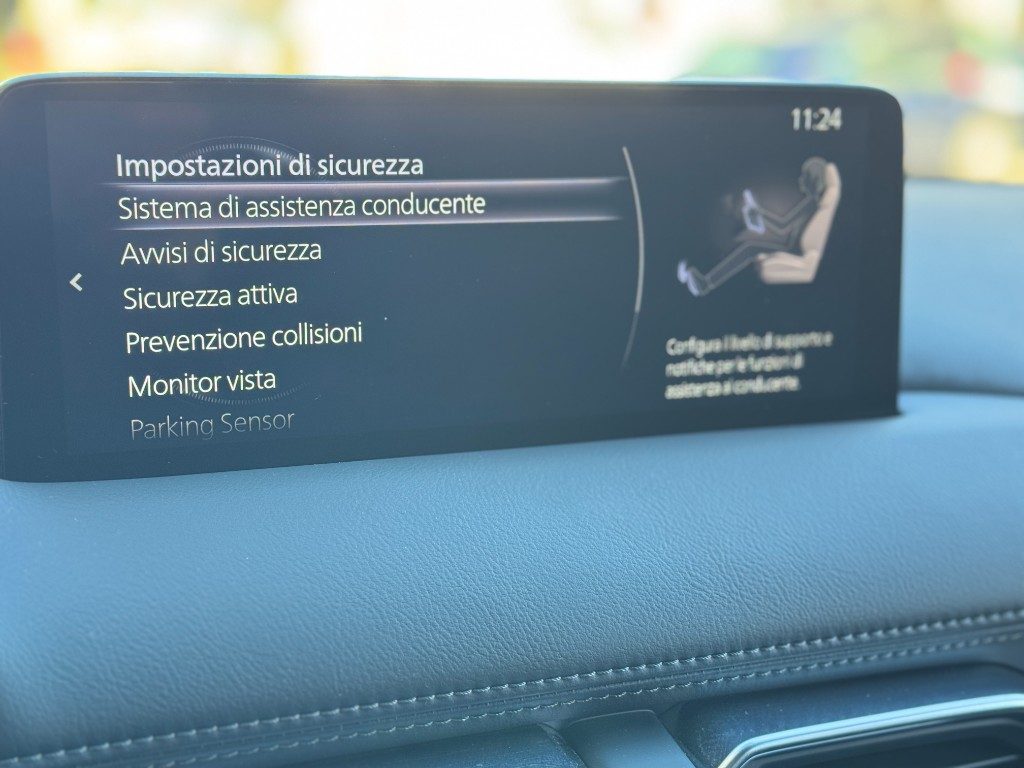 11:24
Impostazioni di sicurezza
Sistema di assistenza conducente
Avvisi di sicurezza
Sicurezza attiva
Prevenzione collisioni
Monitor vista
Parking Sensor
Configura il livello di supporto e
notifiche per le funzioni di
assistenza al conducente.